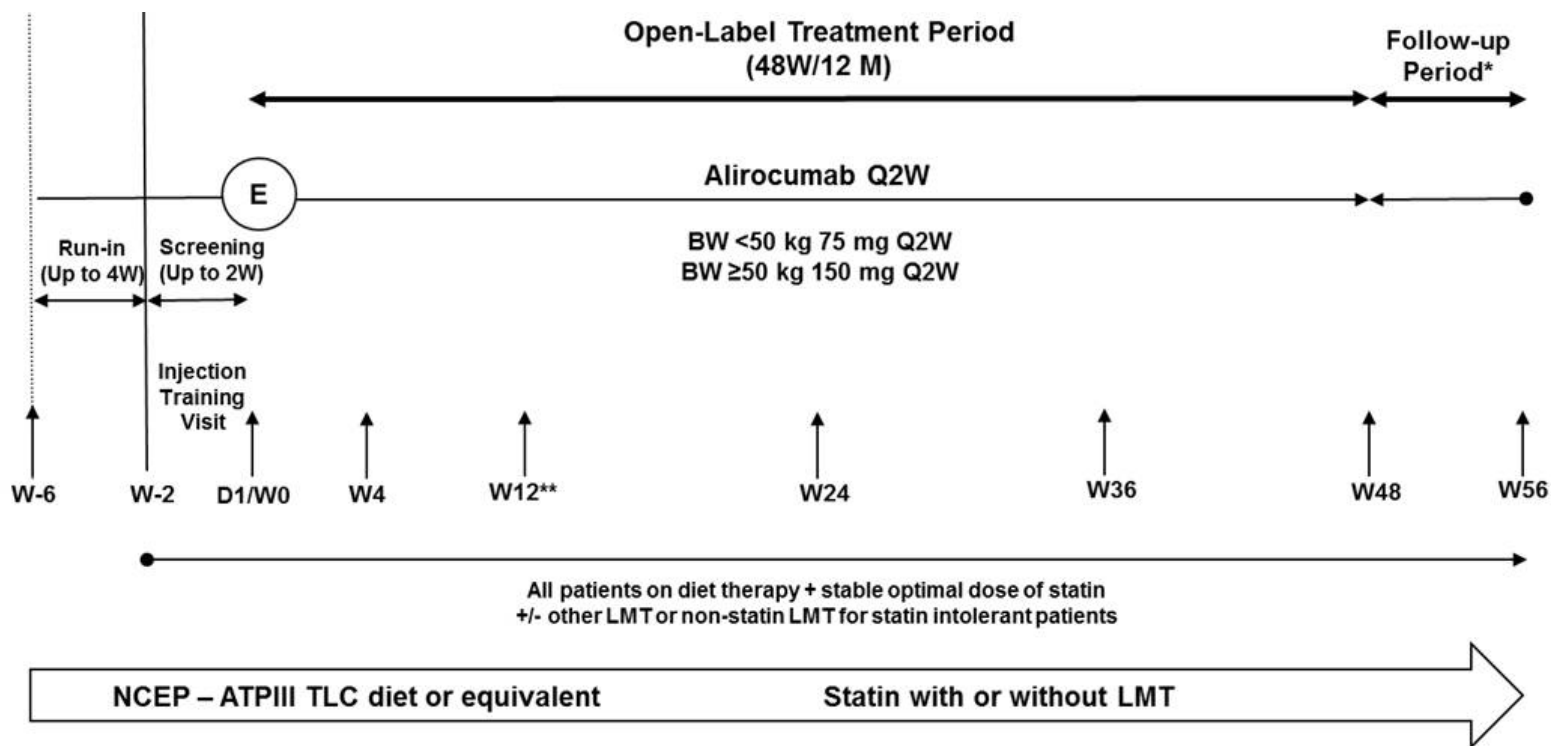 Open-Label Treatment Period
(48W/12 M)
Follow-up
Period*
E
Alirocumab Q2W
Run-in
(Up to 4W)
Screening
(Up to 2W)
BW <50 kg 75 mg Q2W
BW ≥50 kg 150 mg Q2W
Injection
Training
Visit
W-6
W-2
D1/W0
W4
W12**
W24
W36
W48
W56
All patients on diet therapy + stable optimal dose of statin
+/- other LMT or non-statin LMT for statin intolerant patients
NCEP – ATPIII TLC diet or equivalent
Statin with or without LMT